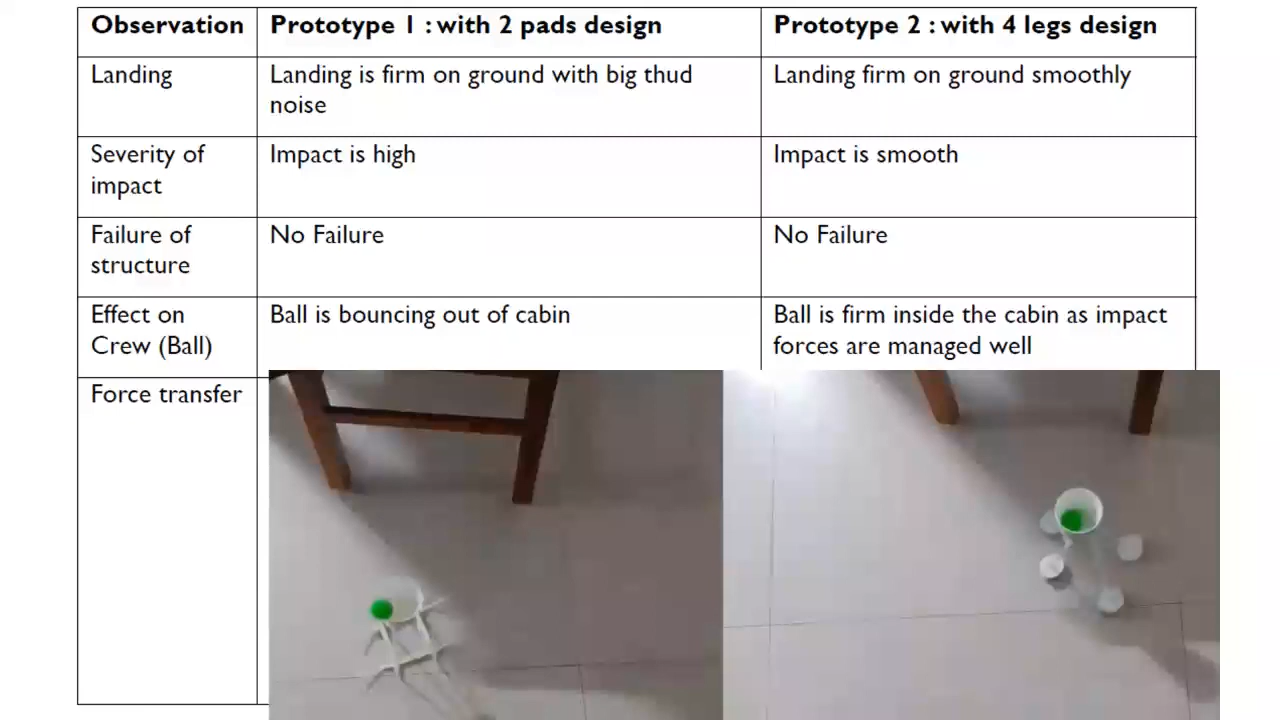 Observation Prototype 1 : with 2 pads design Prototype 2 : with 4 legs design
Landing Landing is firm on ground with big thud Landing firm on ground smoothly
noise
Severity of Impact is high Impact is smooth
impact
Failure of No Failure No Failure
structure
Effect on Ball is bouncing out of cabin Ball is firm inside the cabin as impact
Crew (Ball) forces are managed well
Force transfer